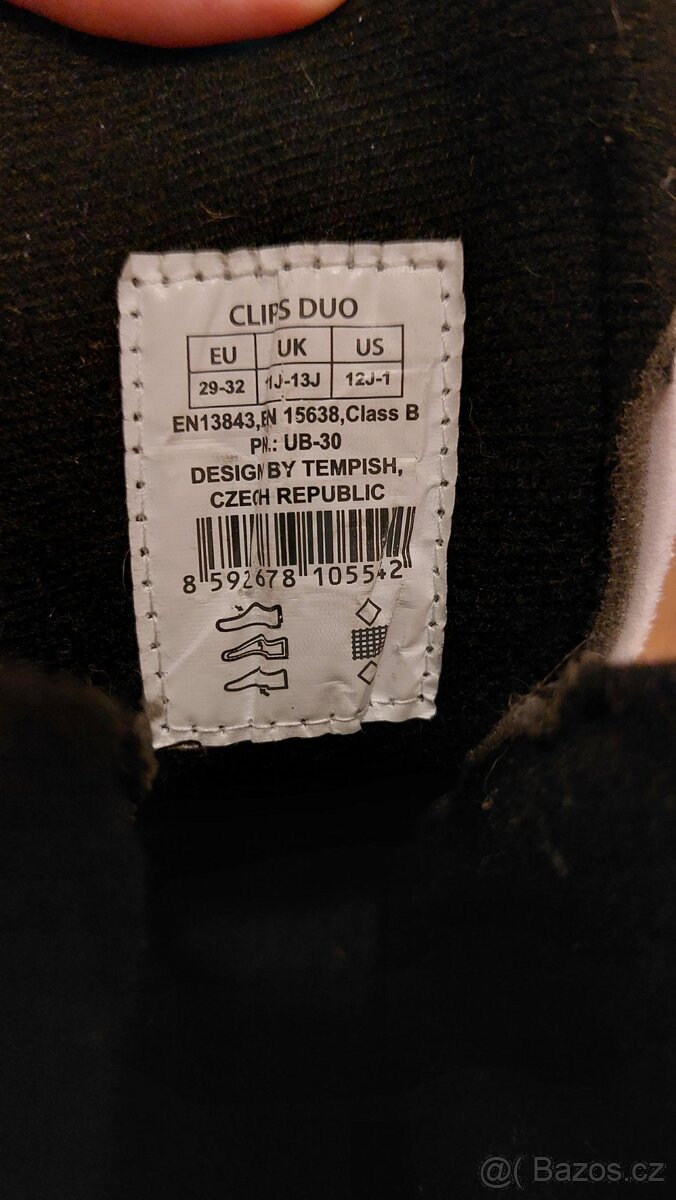 CLIPS DUO
EU UK US
29-32 1J-13J 12J-1
EN13843, EN 15638, Class B
PN.: UB-30
DESIGN BY TEMPISH,
CZECH REPUBLIC
8 592678 105542
@( Bazos.cz